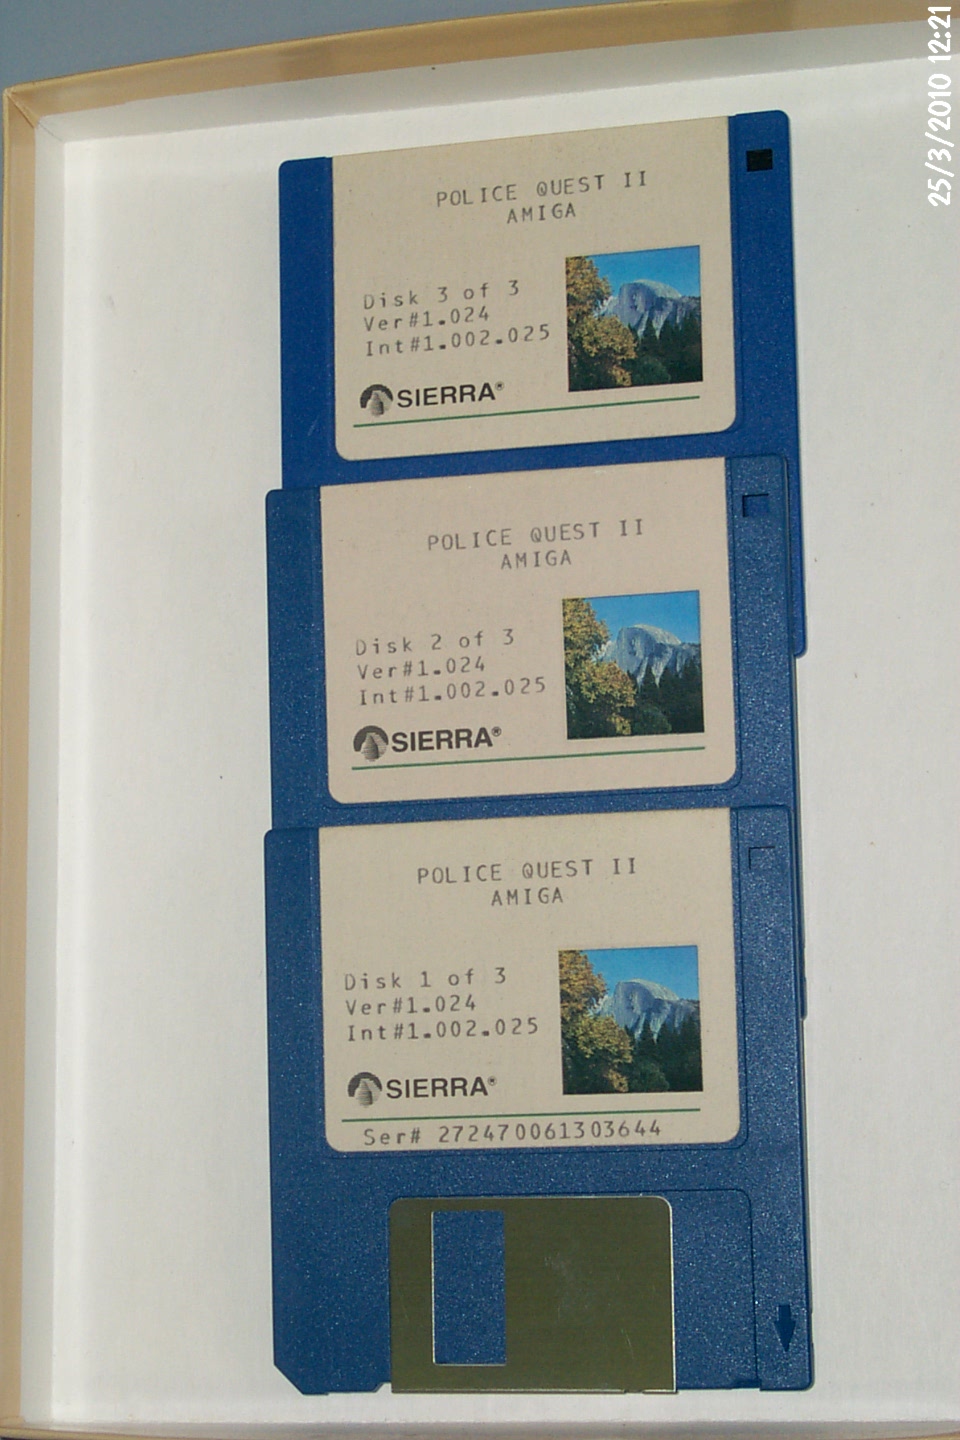 25/3/2010 12:21
POLICE QUEST II
AMIGA
Disk 3 of 3
Ver#1.024
Int#1.002.025
SIERRA®
POLICE QUEST II
AMIGA
Disk 2 of 3
Ver#1.024
Int#1.002.025
SIERRA®
POLICE QUEST II
AMIGA
Disk 1 of 3
Ver#1.024
Int#1.002.025
SIERRA®
Ser# 272470061303644